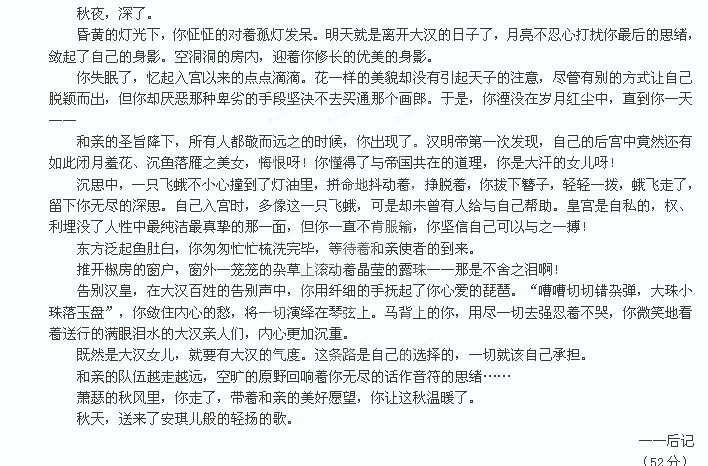 秋夜，深了。
昏黄的灯光下，你怔怔的对着孤灯发呆。明天就是离开大汉的日子了，月亮不忍心打扰你最后的思绪，
敛起了自己的身影。空洞洞的房内，迎着你修长的优美的身影。
你失眠了，忆起入宫以来的点点滴滴。花一样的美貌却没有引起天子的注意，尽管有别的方式让自己
脱颖而出，但你却厌恶那种卑劣的手段坚决不去买通那个画郎。于是，你湮没在岁月红尘中，直到你一天
一一
和亲的圣旨降下，所有人都敬而远之的时候，你出现了。汉明帝第一次发现，自己的后宫中竟然还有
如此闭月羞花、沉鱼落雁之美女，悔恨呀！你懂得了与帝国共在的道理，你是大汗的女儿呀！
沉思中，一只飞蛾不小心撞到了灯油里，拼命地抖动着，挣脱着，你拔下簪子，轻轻一拨，蛾飞走了，
留下你无尽的深思。自己入宫时，多像这一只飞蛾，可是却未曾有人给与自己帮助。皇宫是自私的，权、
利埋没了人性中最纯洁最真挚的那一面，但你一直不肯服输，你坚信自己可以与之一搏！
东方泛起鱼肚白，你匆匆忙忙梳洗完毕，等待着和亲使者的到来。
推开椒房的窗户，窗外一笼笼的杂草上滚动着晶莹的露珠一一那是不舍之泪啊！
告别汉皇，在大汉百姓的告别声中，你用纤细的手抚起了你心爱的琵琶。“嘈嘈切切错杂弹，大珠小
珠落玉盘”，你敛住内心的愁，将一切演绎在琴弦上。马背上的你，用尽一切去强忍着不哭，你微笑地看
着送行的满眼泪水的大汉亲人们，内心更加沉重。
既然是大汉女儿，就要有大汉的气度。这条路是自己的选择的，一切就该自己承担。
和亲的队伍越走越远，空旷的原野回响着你无尽的话作音符的思绪……
萧瑟的秋风里，你走了，带着和亲的美好愿望，你让这秋温暖了。
秋天，送来了安琪儿般的轻扬的歌。
一一后记
（52分）